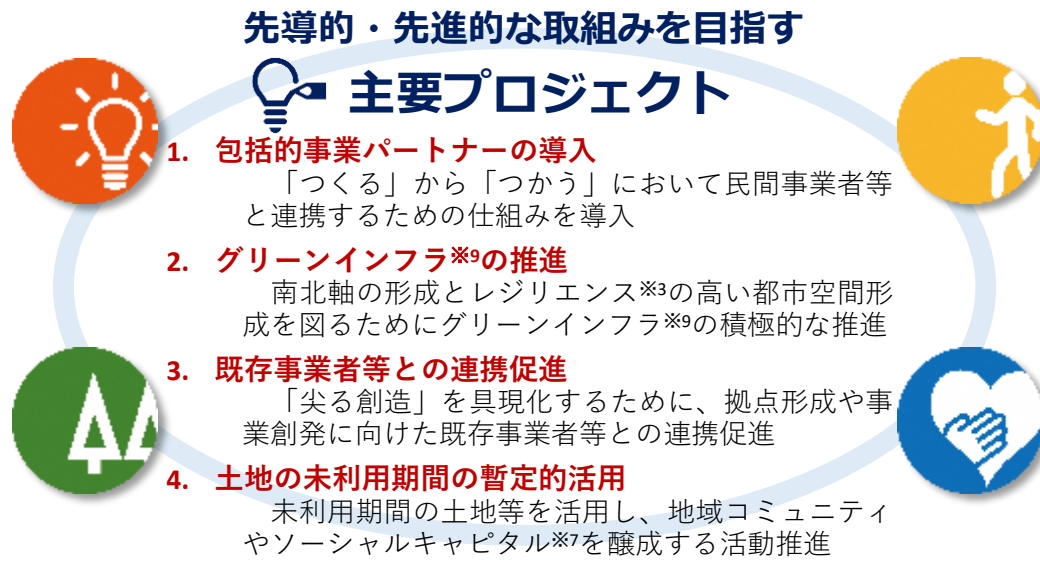 先導的・先進的な取組みを目指す
主要プロジェクト
1. 包括的事業パートナーの導入
「つくる」から「つかう」において民間事業者等
と連携するための仕組みを導入
2. グリーンインフラ※9の推進
南北軸の形成とレジリエンス※3の高い都市空間形
成を図るためにグリーンインフラ※9の積極的な推進
3. 既存事業者等との連携促進
「尖る創造」を具現化するために、拠点形成や事
業創発に向けた既存事業者等との連携促進
4. 土地の未利用期間の暫定的活用
未利用期間の土地等を活用し、地域コミュニティ
やソーシャルキャピタル※7を醸成する活動推進